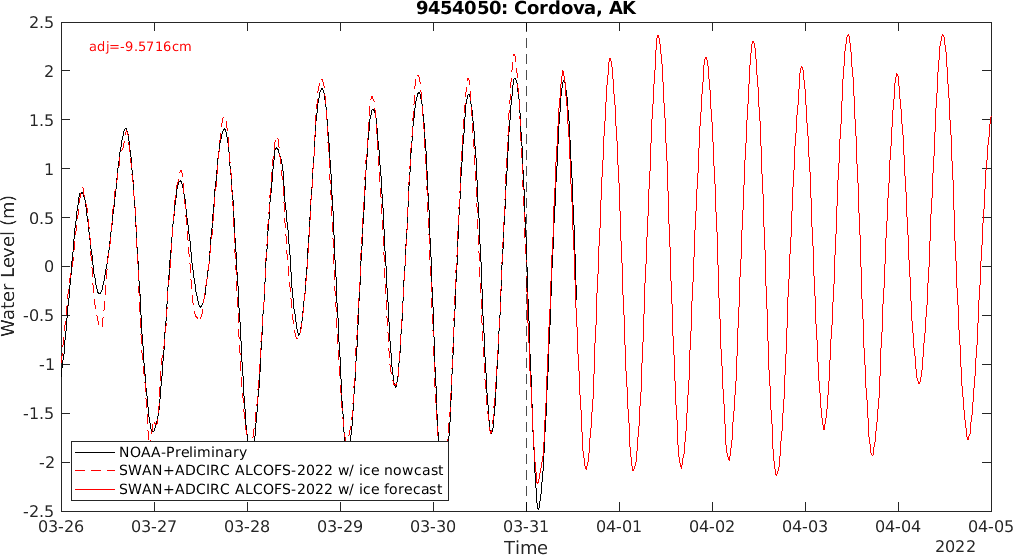 9454050: Cordova, AK
adj=-9.5716cm
Water Level (m)
2.5
2
1.5
1
0.5
0
-0.5
-1
-1.5
-2
-2.5
NOAA-Preliminary
SWAN+ADCIRC ALCOFS-2022 w/ ice nowcast
SWAN+ADCIRC ALCOFS-2022 w/ ice forecast
03-26 03-27 03-28 03-29 03-30 03-31 04-01 04-02 04-03 04-04 04-05
Time
2022